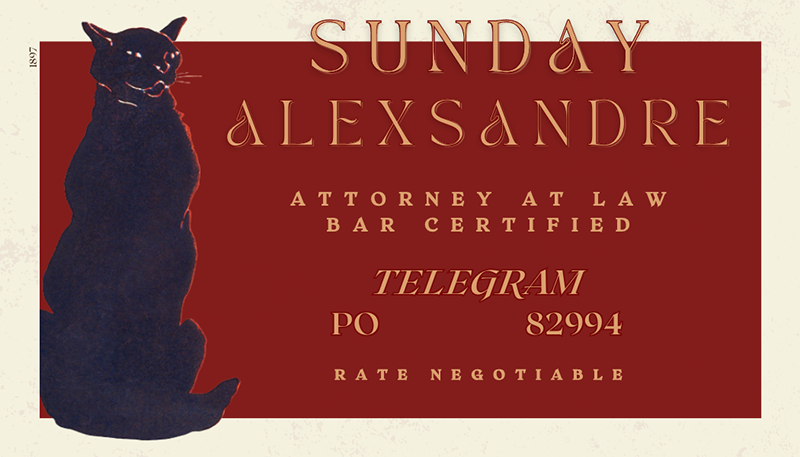 1897
SUNDAY
ALEXSANDRE
ATTORNEY AT LAW
BAR CERTIFIED
TELEGRAM
PO 82994
RATE NEGOTIABLE